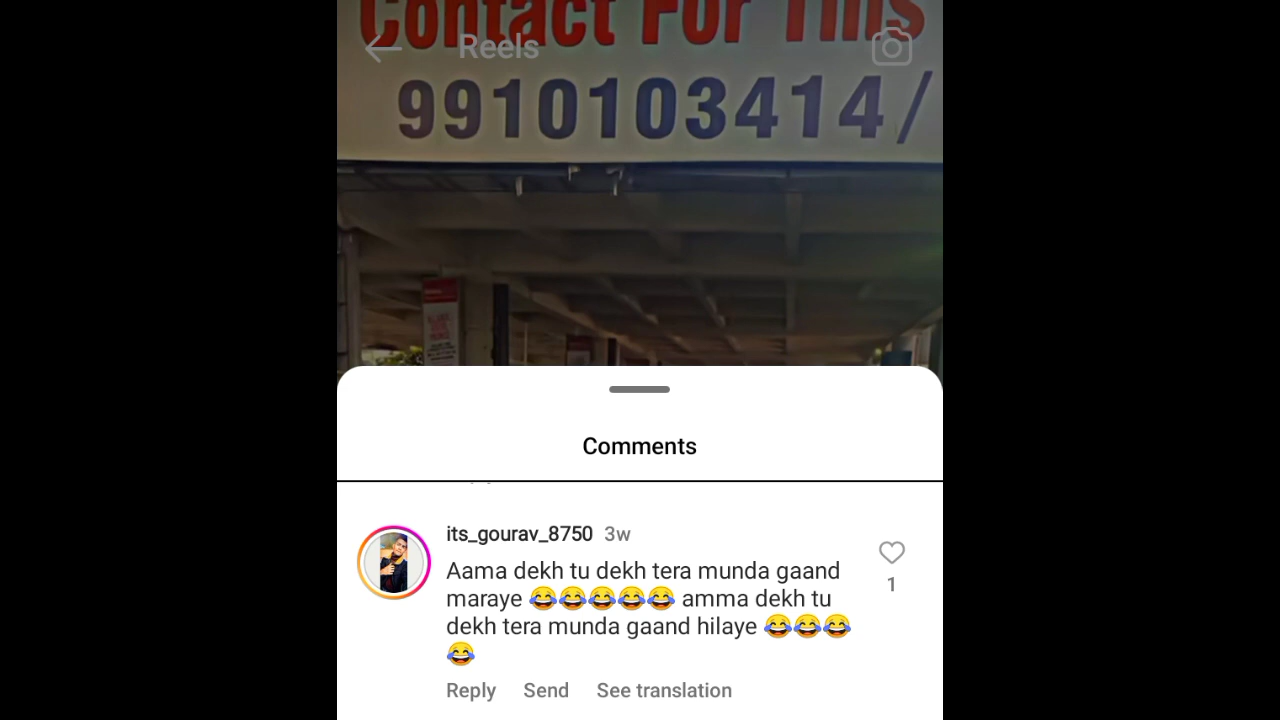 Contact For This
Reels
9910103414/
Comments
its_gourav_8750 3w
Aama dekh tu dekh tera munda gaand
maraye 😂😂😂😂😂 amma dekh tu
dekh tera munda gaand hilaye 😂😂😂
😂
1
Reply Send See translation